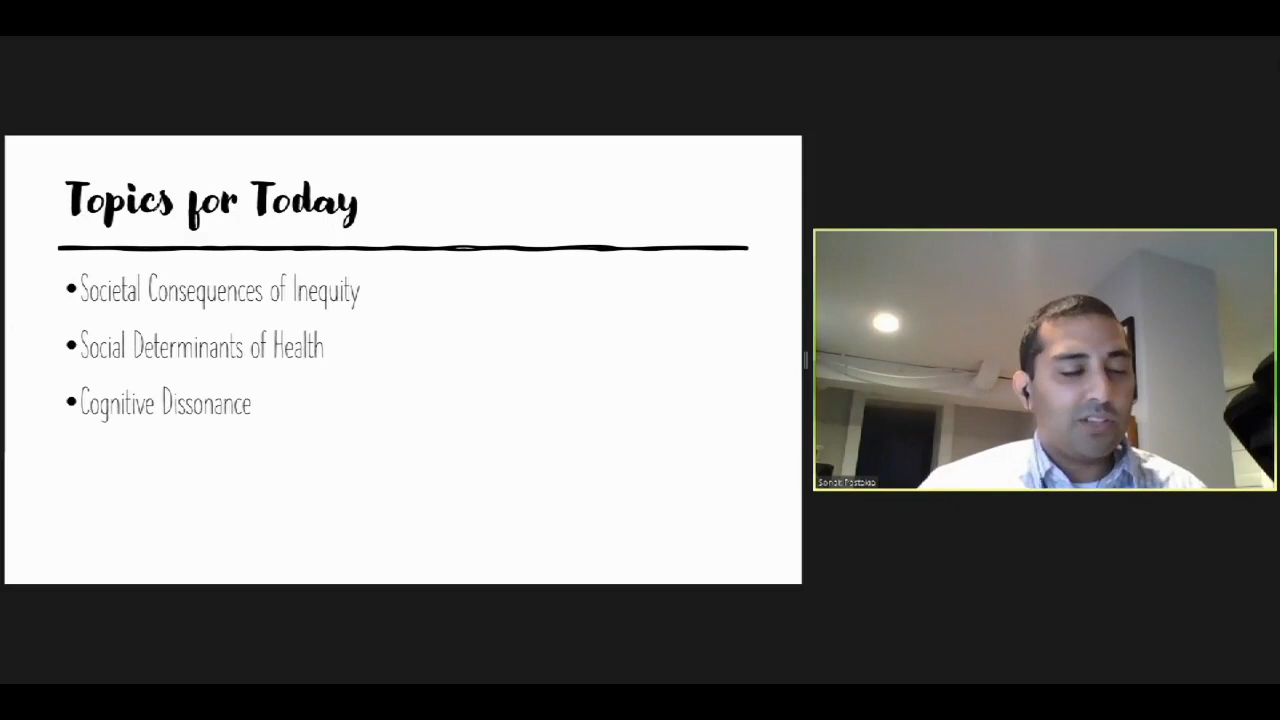 Topics for Today
•Societal Consequences of Inequity
•Social Determinants of Health
•Cognitive Dissonance